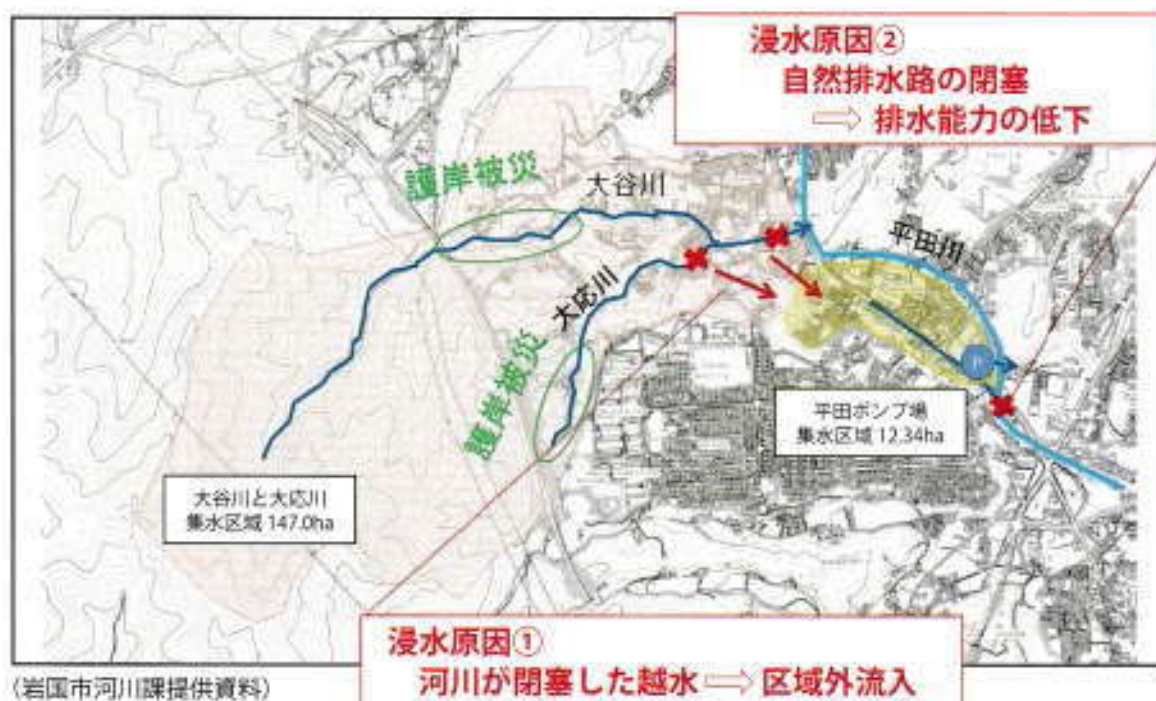 浸水原因②
自然排水路の閉塞
⇨ 排水能力の低下
護岸被災
大谷川
平田川
大応川
護岸被災
P
平田ポンプ場
集水区域 12.34ha
大谷川と大応川
集水区域 147.0ha
浸水原因①
河川が閉塞した越水 ⇨ 区域外流入
（岩国市河川課提供資料）